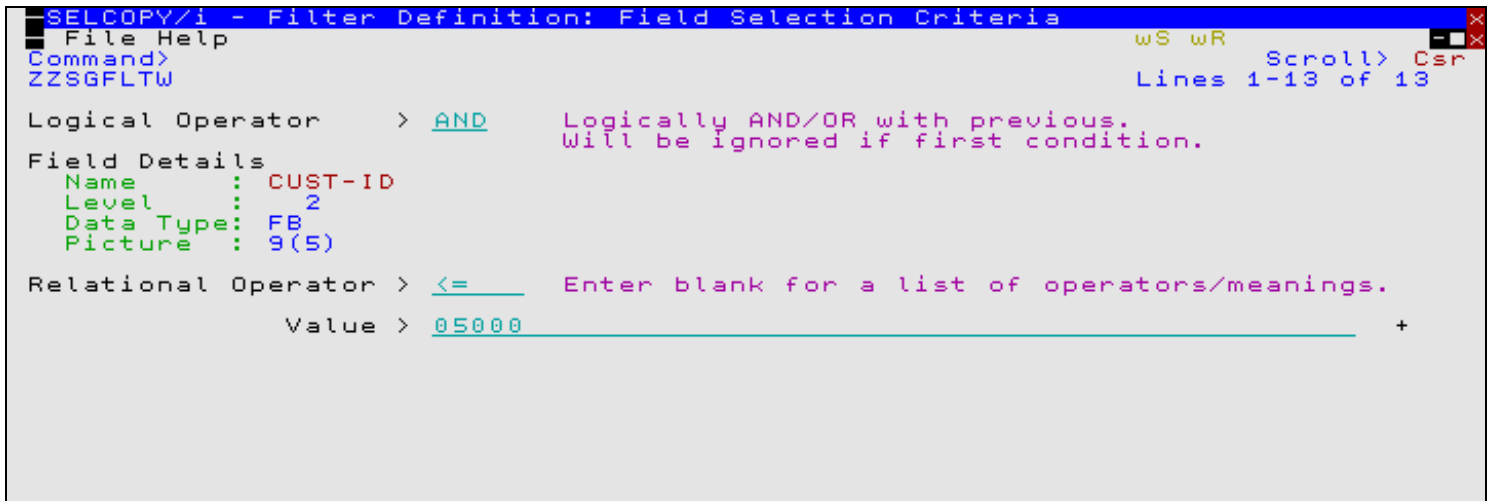 SELCOPY/i - Filter Definition: Field Selection Criteria
File Help wS wR
Command> Scroll> Csr
ZZSGFLTW Lines 1-13 of 13
Logical Operator > AND Logically AND/OR with previous.
Will be ignored if first condition.
Field Details
Name : CUST-ID
Level : 2
Data Type: FB
Picture : 9(5)
Relational Operator > <= Enter blank for a list of operators/meanings.
Value > 05000 +